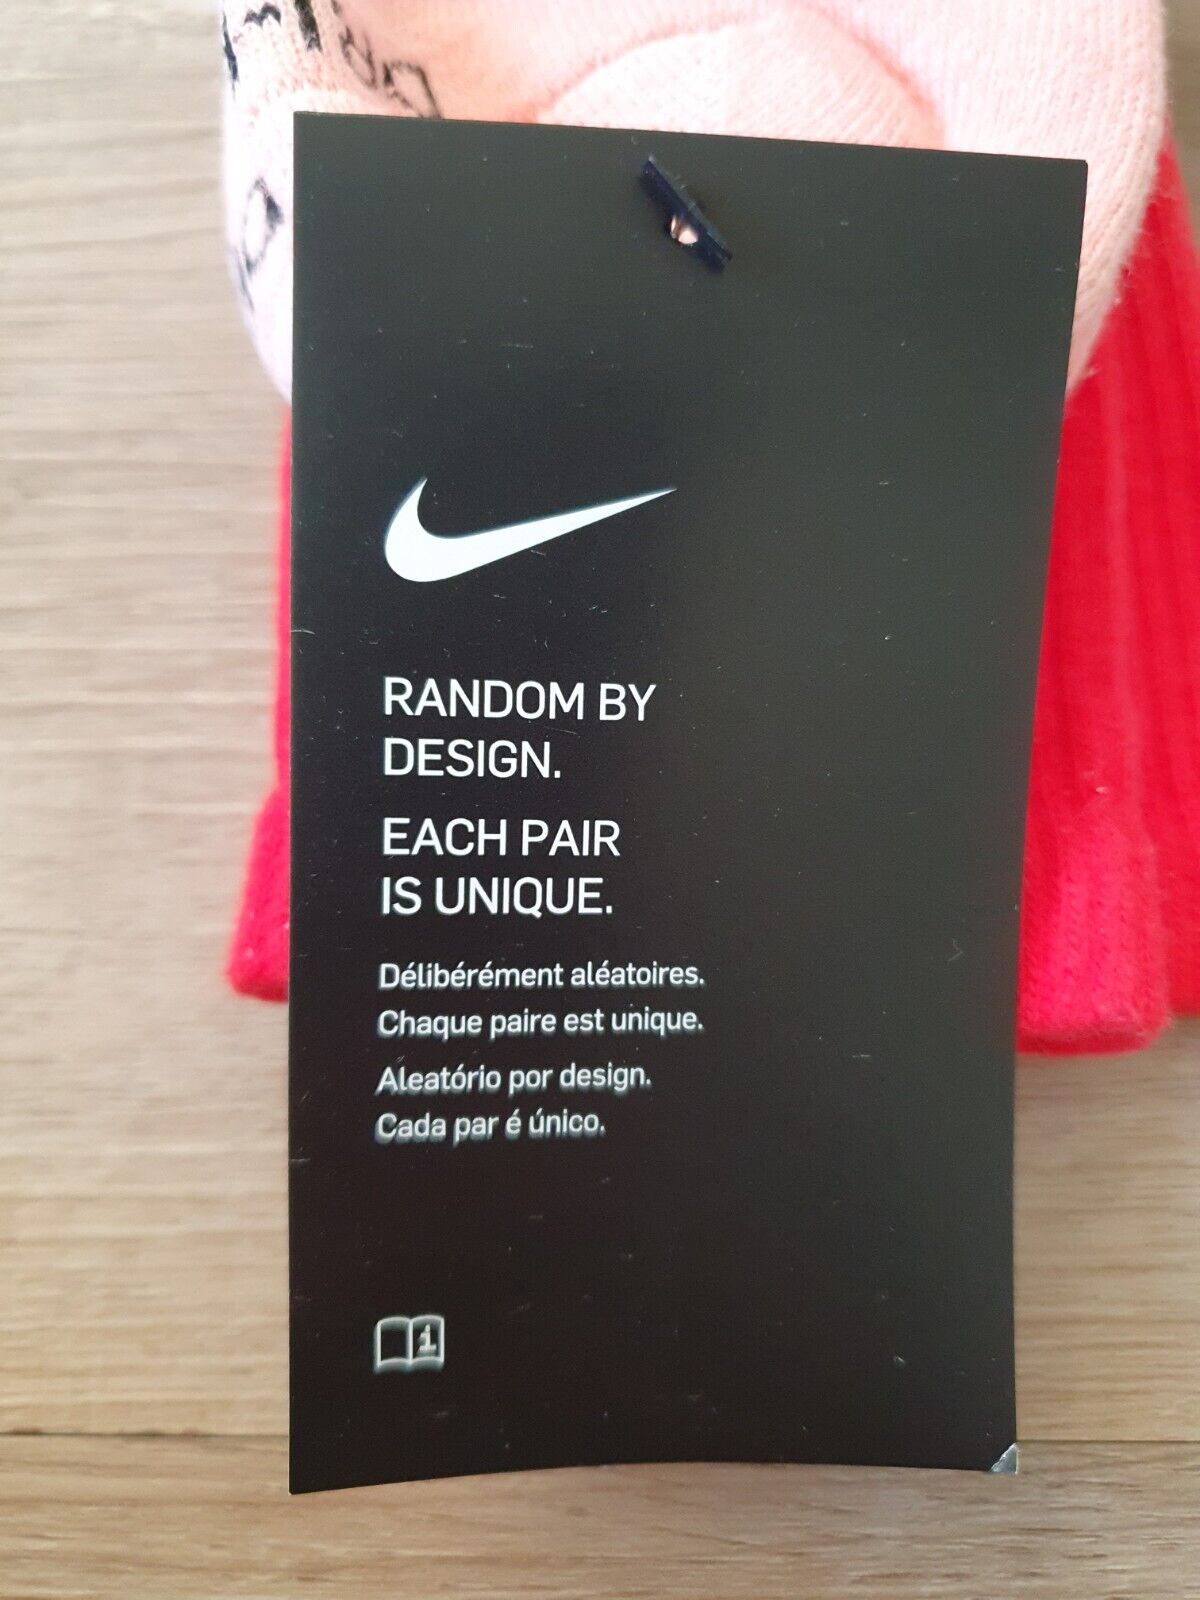 RANDOM BY
DESIGN.
EACH PAIR
IS UNIQUE.
Délibérément aléatoires.
Chaque paire est unique.
Aleatório por design.
Cada par é único.
i